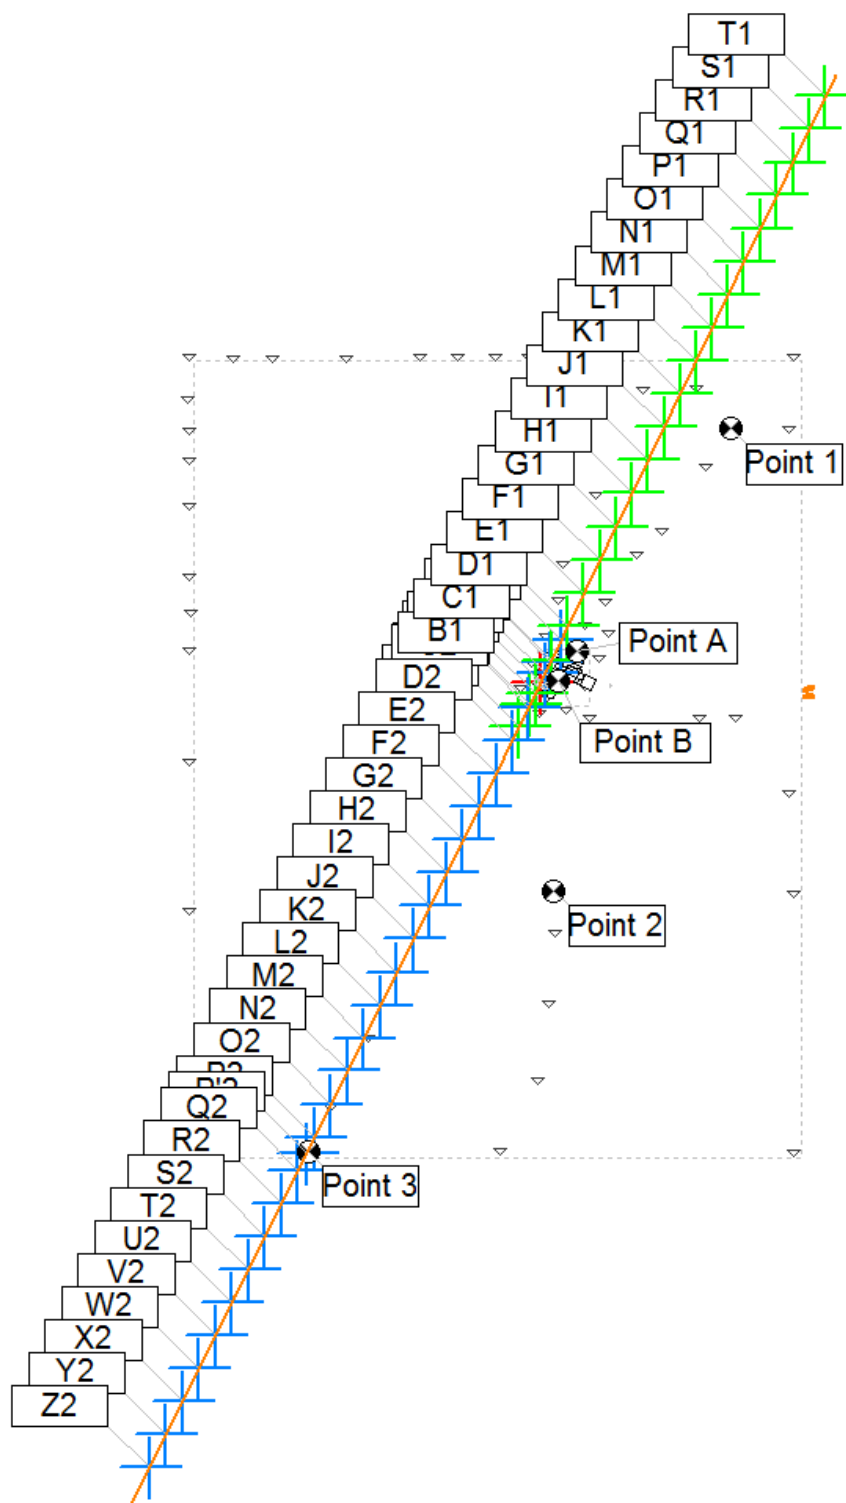 T1
S1
R1
Q1
P1
O1
N1
M1
L1
K1
J1
I1
H1
G1
Point 1
F1
E1
D1
C1
B1
Point A
D2
E2
Point B
F2
G2
H2
I2
J2
K2
Point 2
L2
M2
N2
O2
Q2
R2
S2
Point 3
T2
U2
V2
W2
X2
Y2
Z2